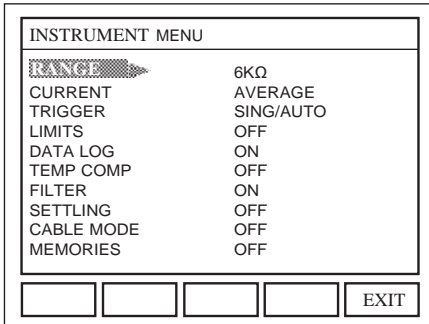 INSTRUMENT MENU
RANGE 6KΩ
CURRENT AVERAGE
TRIGGER SING/AUTO
LIMITS OFF
DATA LOG ON
TEMP COMP OFF
FILTER ON
SETTLING OFF
CABLE MODE OFF
MEMORIES OFF
EXIT